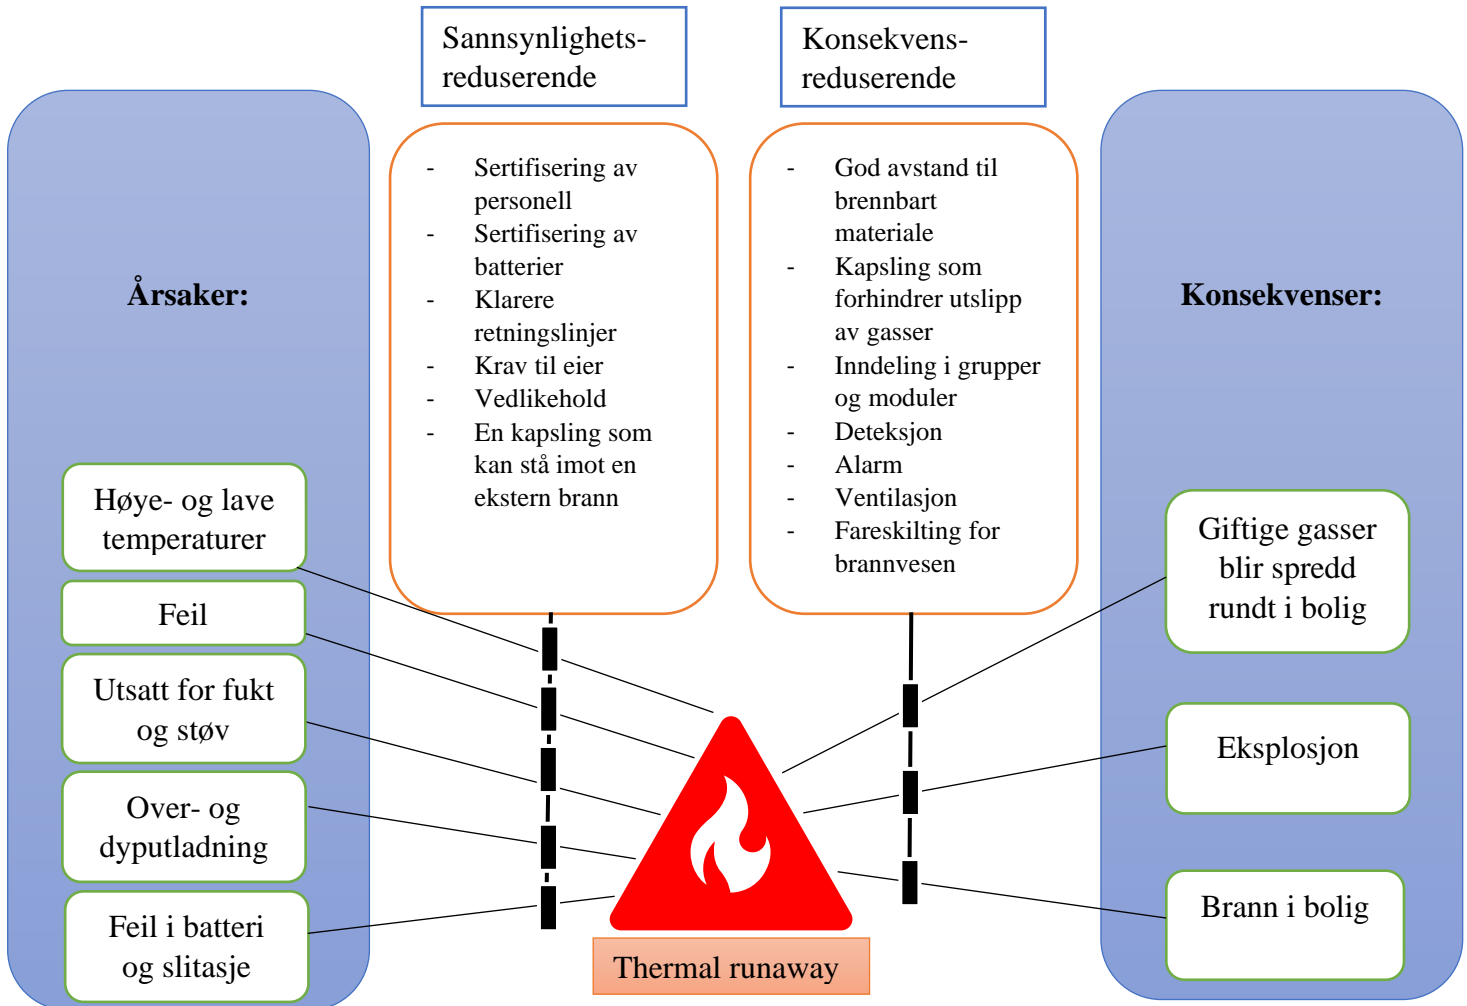 Sannsynlighets-
reduserende
Konsekvens-
reduserende
Årsaker:
Høye- og lave
temperaturer
Feil
Utsatt for fukt
og støv
Over- og
dyputladning
Feil i batteri
og slitasje
- Sertifisering av
personell
- Sertifisering av
batterier
- Klarere
retningslinjer
- Krav til eier
- Vedlikehold
- En kapsling som
kan stå imot en
ekstern brann
- God avstand til
brennbart
materiale
- Kapsling som
forhindrer utslipp
av gasser
- Inndeling i grupper
og moduler
- Deteksjon
- Alarm
- Ventilasjon
- Fareskilting for
brannvesen
Thermal runaway
Konsekvenser:
Giftige gasser
blir spredd
rundt i bolig
Eksplosjon
Brann i bolig